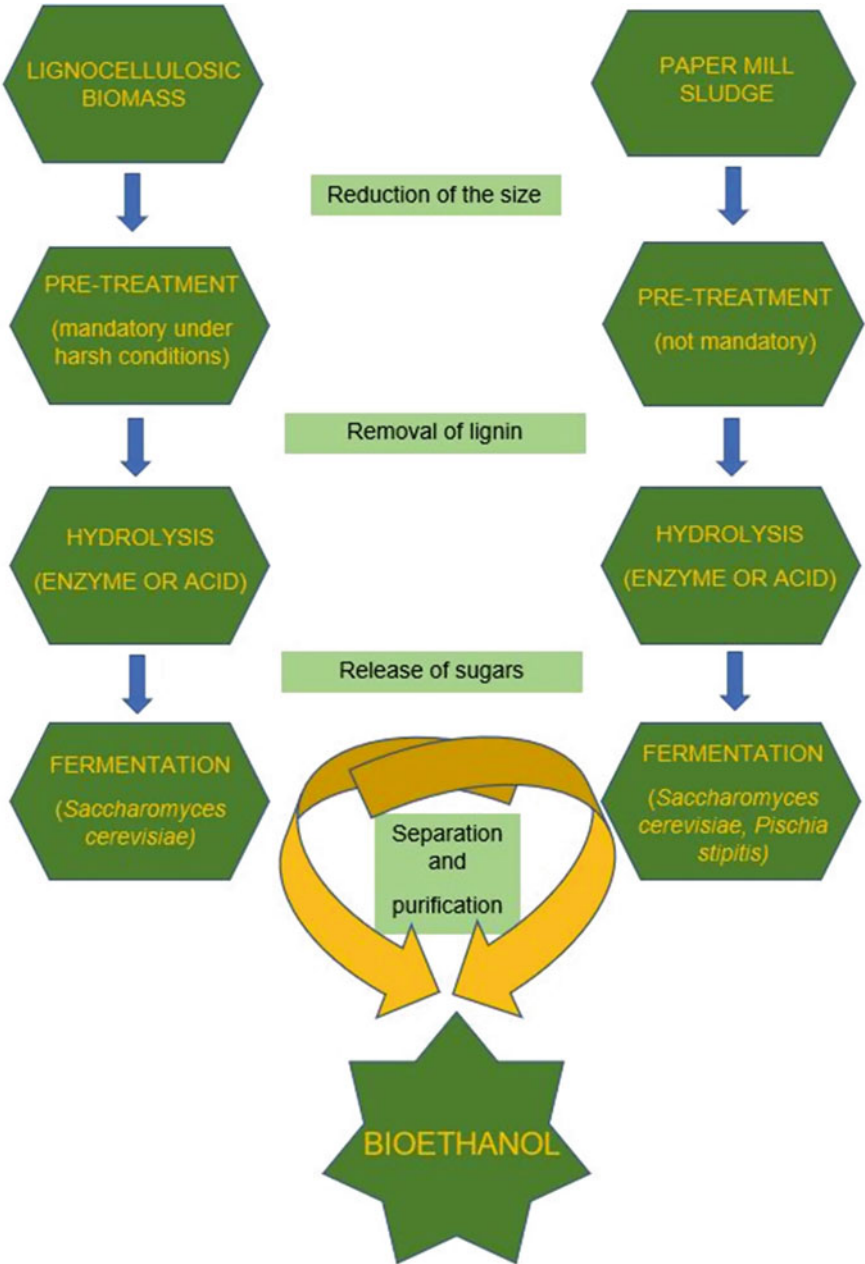 LIGNOCELLULOSIC
BIOMASS
PAPER MILL
SLUDGE
Reduction of the size
PRE-TREATMENT
(mandatory under
harsh conditions)
PRE-TREATMENT
(not mandatory)
Removal of lignin
HYDROLYSIS
(ENZYME OR ACID)
HYDROLYSIS
(ENZYME OR ACID)
Release of sugars
FERMENTATION
(Saccharomyces
cerevisiae)
FERMENTATION
(Saccharomyces
cerevisiae, Pischia
stipitis)
Separation
and
purification
BIOETHANOL